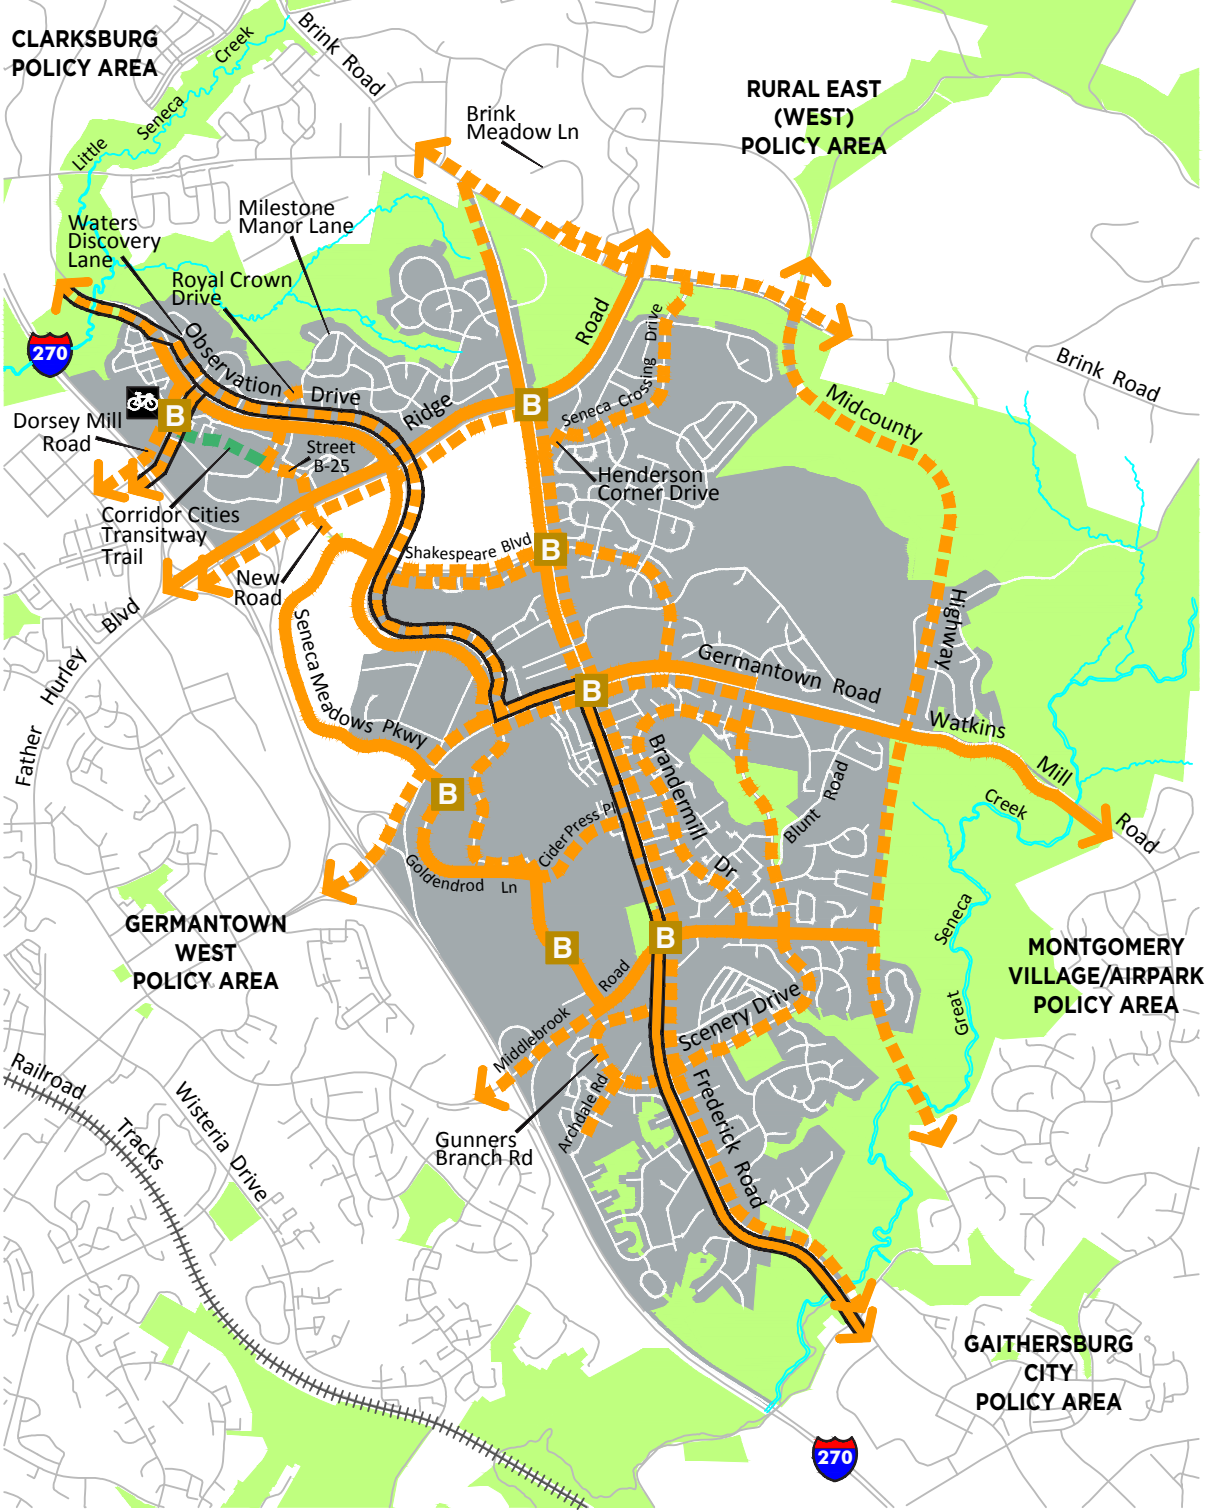 CLARKSBURG
POLICY AREA
Creek
Seneca
Little
Brink Road
Brink
Meadow Ln
RURAL EAST
(WEST)
POLICY AREA
Waters
Discovery
Lane
Milestone
Manor Lane
Royal Crown
Drive
270
Observation Drive
Ridge
Road
Seneca Crossing Drive
Brink Road
Midcounty
Highway
B
B
Dorsey Mill
Road
Street
B-25
Henderson
Corner Drive
Corridor Cities
Transitway
Trail
New
Road
Shakespeare Blvd
B
Father Hurley Blvd
Seneca Meadows Pkwy
Germantown Road
B
Watkins Mill Road
Brandermill Dr
Blunt Road
Creek
Seneca
Great
B
Cider Press Pl
Goldendrod Ln
GERMANTOWN
WEST
POLICY AREA
B
B
MONTGOMERY
VILLAGE/AIRPARK
POLICY AREA
Middlebrook Road
Scenery Drive
Frederick Road
Archdale Rd
Gunners
Branch Rd
Railroad Tracks
Wisteria Drive
GAITHERSBURG
CITY
POLICY AREA
270